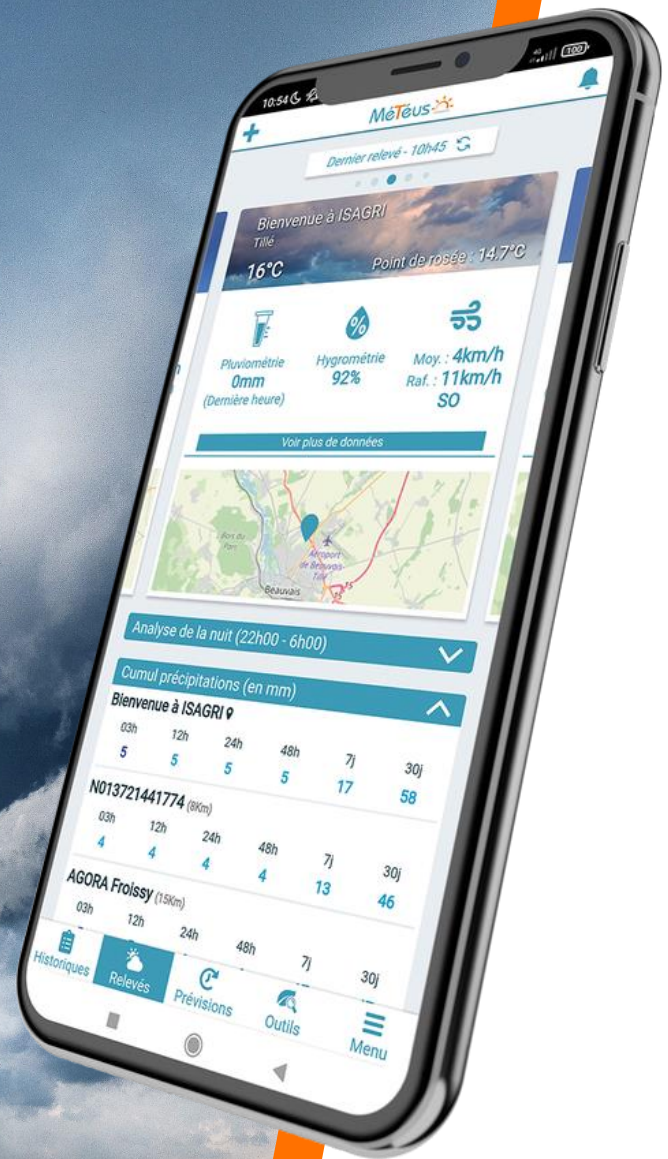 10:54
4G
100
MéTéus
Dernier relevé - 10h45
Bienvenue à ISAGRI
Tillé
16°C
Point de rosée : 14.7°C
%
Pluviométrie
0mm
(Dernière heure)
Hygrométrie
92%
Moy. : 4km/h
Raf. : 11km/h
SO
Voir plus de données
Bois du Parc
Aéroport
de Beauvais
Tillé
15
Beauvais
Analyse de la nuit (22h00 - 6h00)
Cumul précipitations (en mm)
Bienvenue à ISAGRI
03h 12h 24h 48h 7j 30j
5 5 5 5 17 58
N013721441774 (8Km)
03h 12h 24h 48h 7j 30j
4 4 4 4 13 46
AGORA Froissy (15Km)
03h 12h 24h 48h 7j 30j
Historiques
Relevés
Prévisions
Outils
Menu